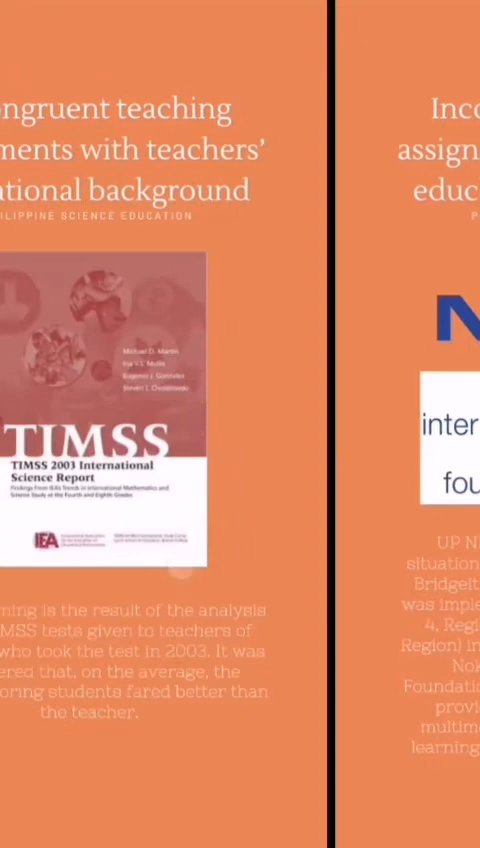 ngruent teaching
ments with teachers'
ational background
ILIPPINE SCIENCE EDUCATION
Michael O. Martin
Ina V.S. Mullis
Eugenio J. Gonzalez
Steven J. Chrostowski
TIMSS
TIMSS 2003 International
Science Report
Findings From IEA's Trends in International Mathematics and
Science Study at the Fourth and Eighth Grades
IEA
ning is the result of the analysis
MSS tests given to teachers of
who took the test in 2003. It was
ered that, on the average, the
oring students fared better than
the teacher.
Inco
assign
educ
P
N
inter
fou
UP NI
situation
Bridgeit
was imple
4, Regi
Region) in
Nok
Foundatio
provi
multime
learning